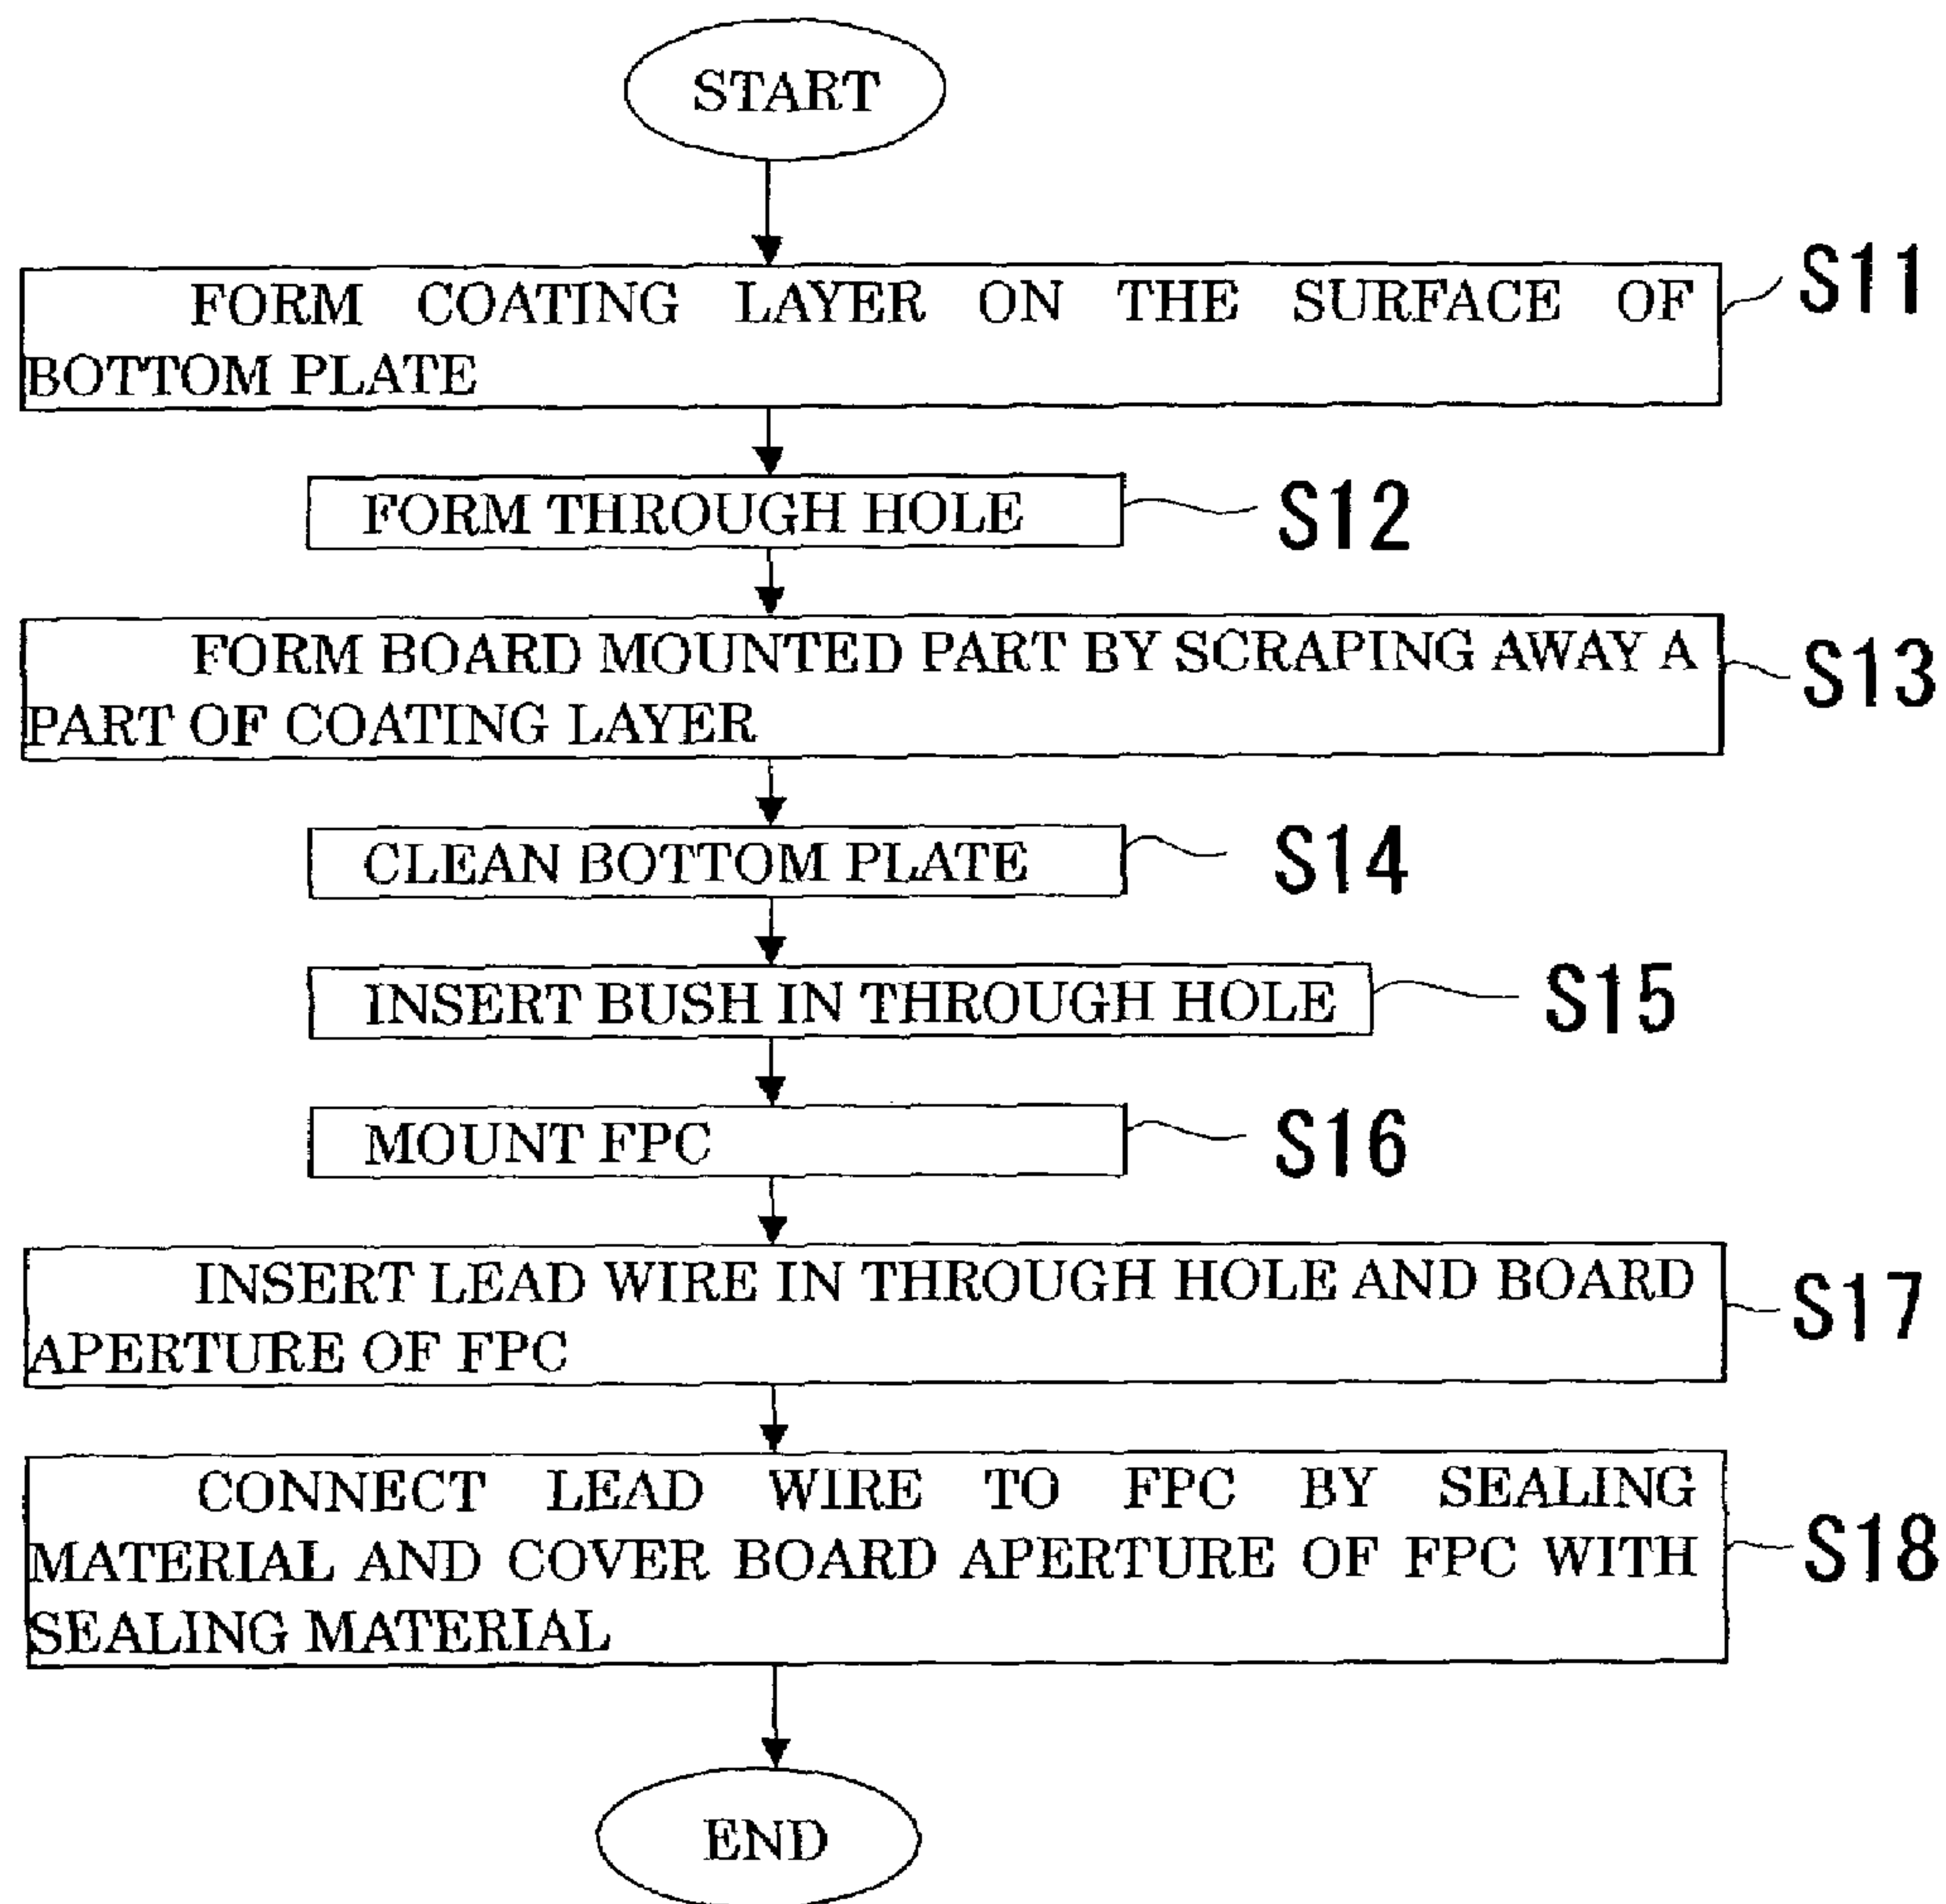 START
FORM COATING LAYER ON THE SURFACE OF
BOTTOM PLATE
S11
FORM THROUGH HOLE
S12
FORM BOARD MOUNTED PART BY SCRAPING AWAY A
PART OF COATING LAYER
S13
CLEAN BOTTOM PLATE
S14
INSERT BUSH IN THROUGH HOLE
S15
MOUNT FPC
S16
INSERT LEAD WIRE IN THROUGH HOLE AND BOARD
APERTURE OF FPC
S17
CONNECT LEAD WIRE TO FPC BY SEALING
MATERIAL AND COVER BOARD APERTURE OF FPC WITH
SEALING MATERIAL
S18
END